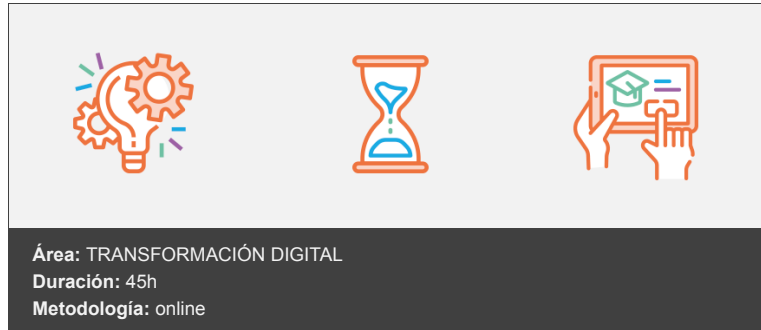 Área: TRANSFORMACIÓN DIGITAL
Duración: 45h
Metodología: online